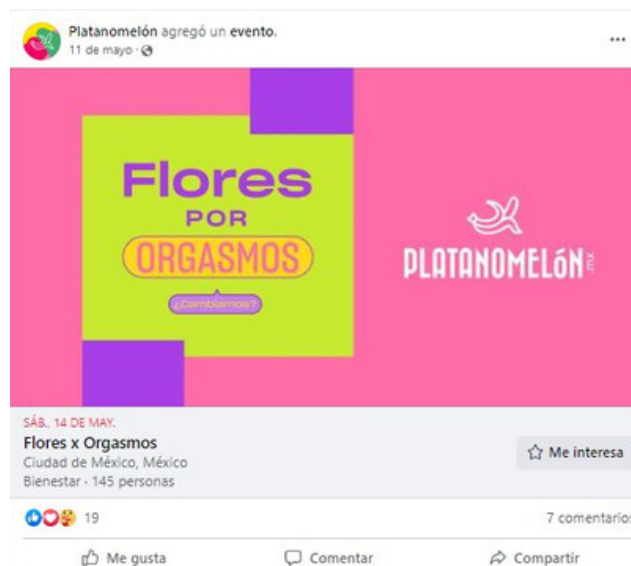 Platanomelón agregó un evento.
11 de mayo ·
Flores
POR
ORGASMOS
¿Cambiamos?
PLATANOMELÓN .mx
SÁB., 14 DE MAY.
Flores x Orgasmos
Ciudad de México, México
Bienestar · 145 personas
Me interesa
19
7 comentarios
Me gusta
Comentar
Compartir